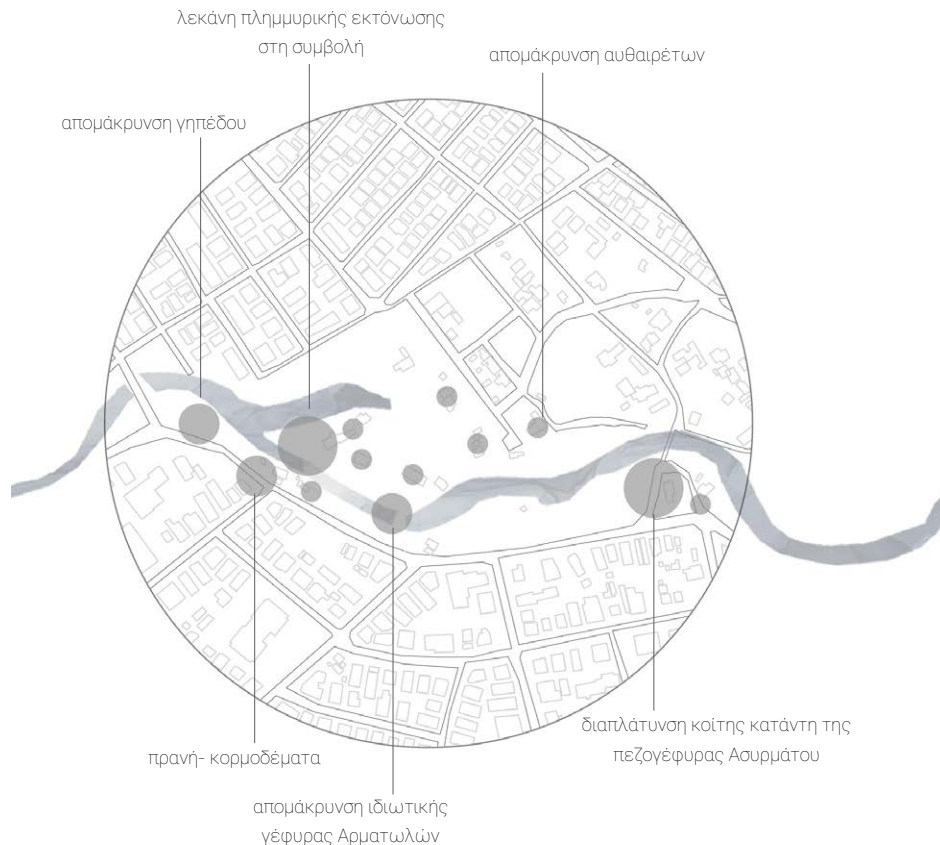 λεκάνη πλημμυρικής εκτόνωσης
στη συμβολή
απομάκρυνση αυθαιρέτων
απομάκρυνση γηπέδου
διαπλάτυνση κοίτης κατάντη της
πεζογέφυρας Ασυρμάτου
πρανή- κορμοδέματα
απομάκρυνση ιδιωτικής
γέφυρας Αρματωλών